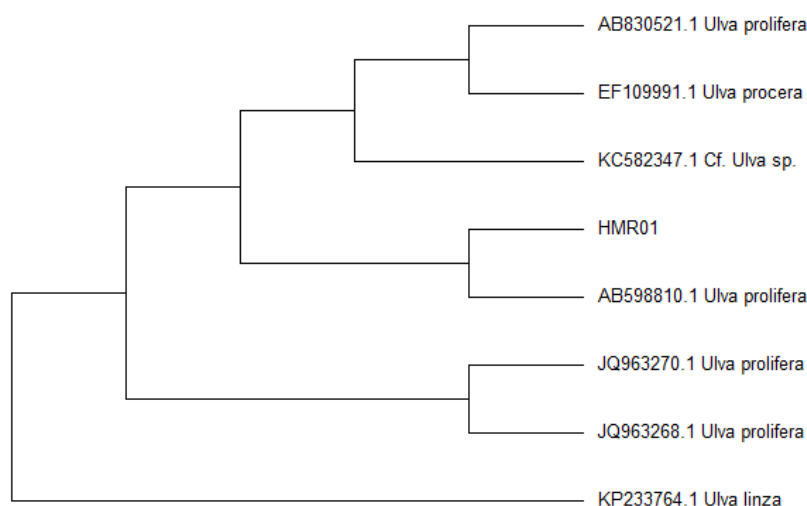 AB830521.1 Ulva prolifera
EF109991.1 Ulva procera
KC582347.1 Cf. Ulva sp.
HMR01
AB598810.1 Ulva prolifera
JQ963270.1 Ulva prolifera
JQ963268.1 Ulva prolifera
KP233764.1 Ulva linza